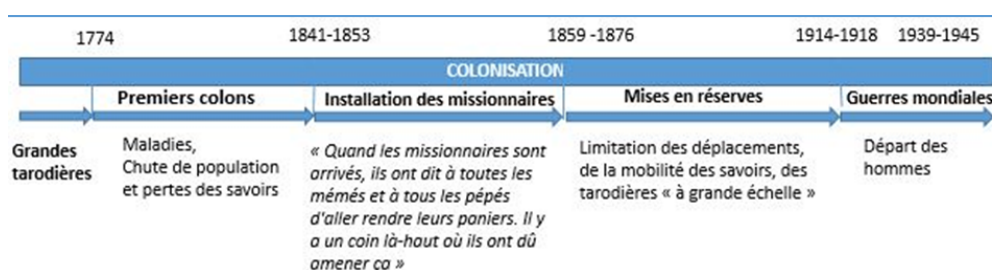 1774 1841-1853 1859 -1876 1914-1918 1939-1945
COLONISATION
Premiers colons Installation des missionnaires Mises en réserves Guerres mondiales
Grandes
tarodières
Maladies,
Chute de population
et pertes des savoirs
« Quand les missionnaires sont
arrivés, ils ont dit à toutes les
mémés et à tous les pépés
d'aller rendre leurs paniers. Il y
a un coin là-haut où ils ont dû
amener ça »
Limitation des déplacements,
de la mobilité des savoirs, des
tarodières « à grande échelle »
Départ des
hommes